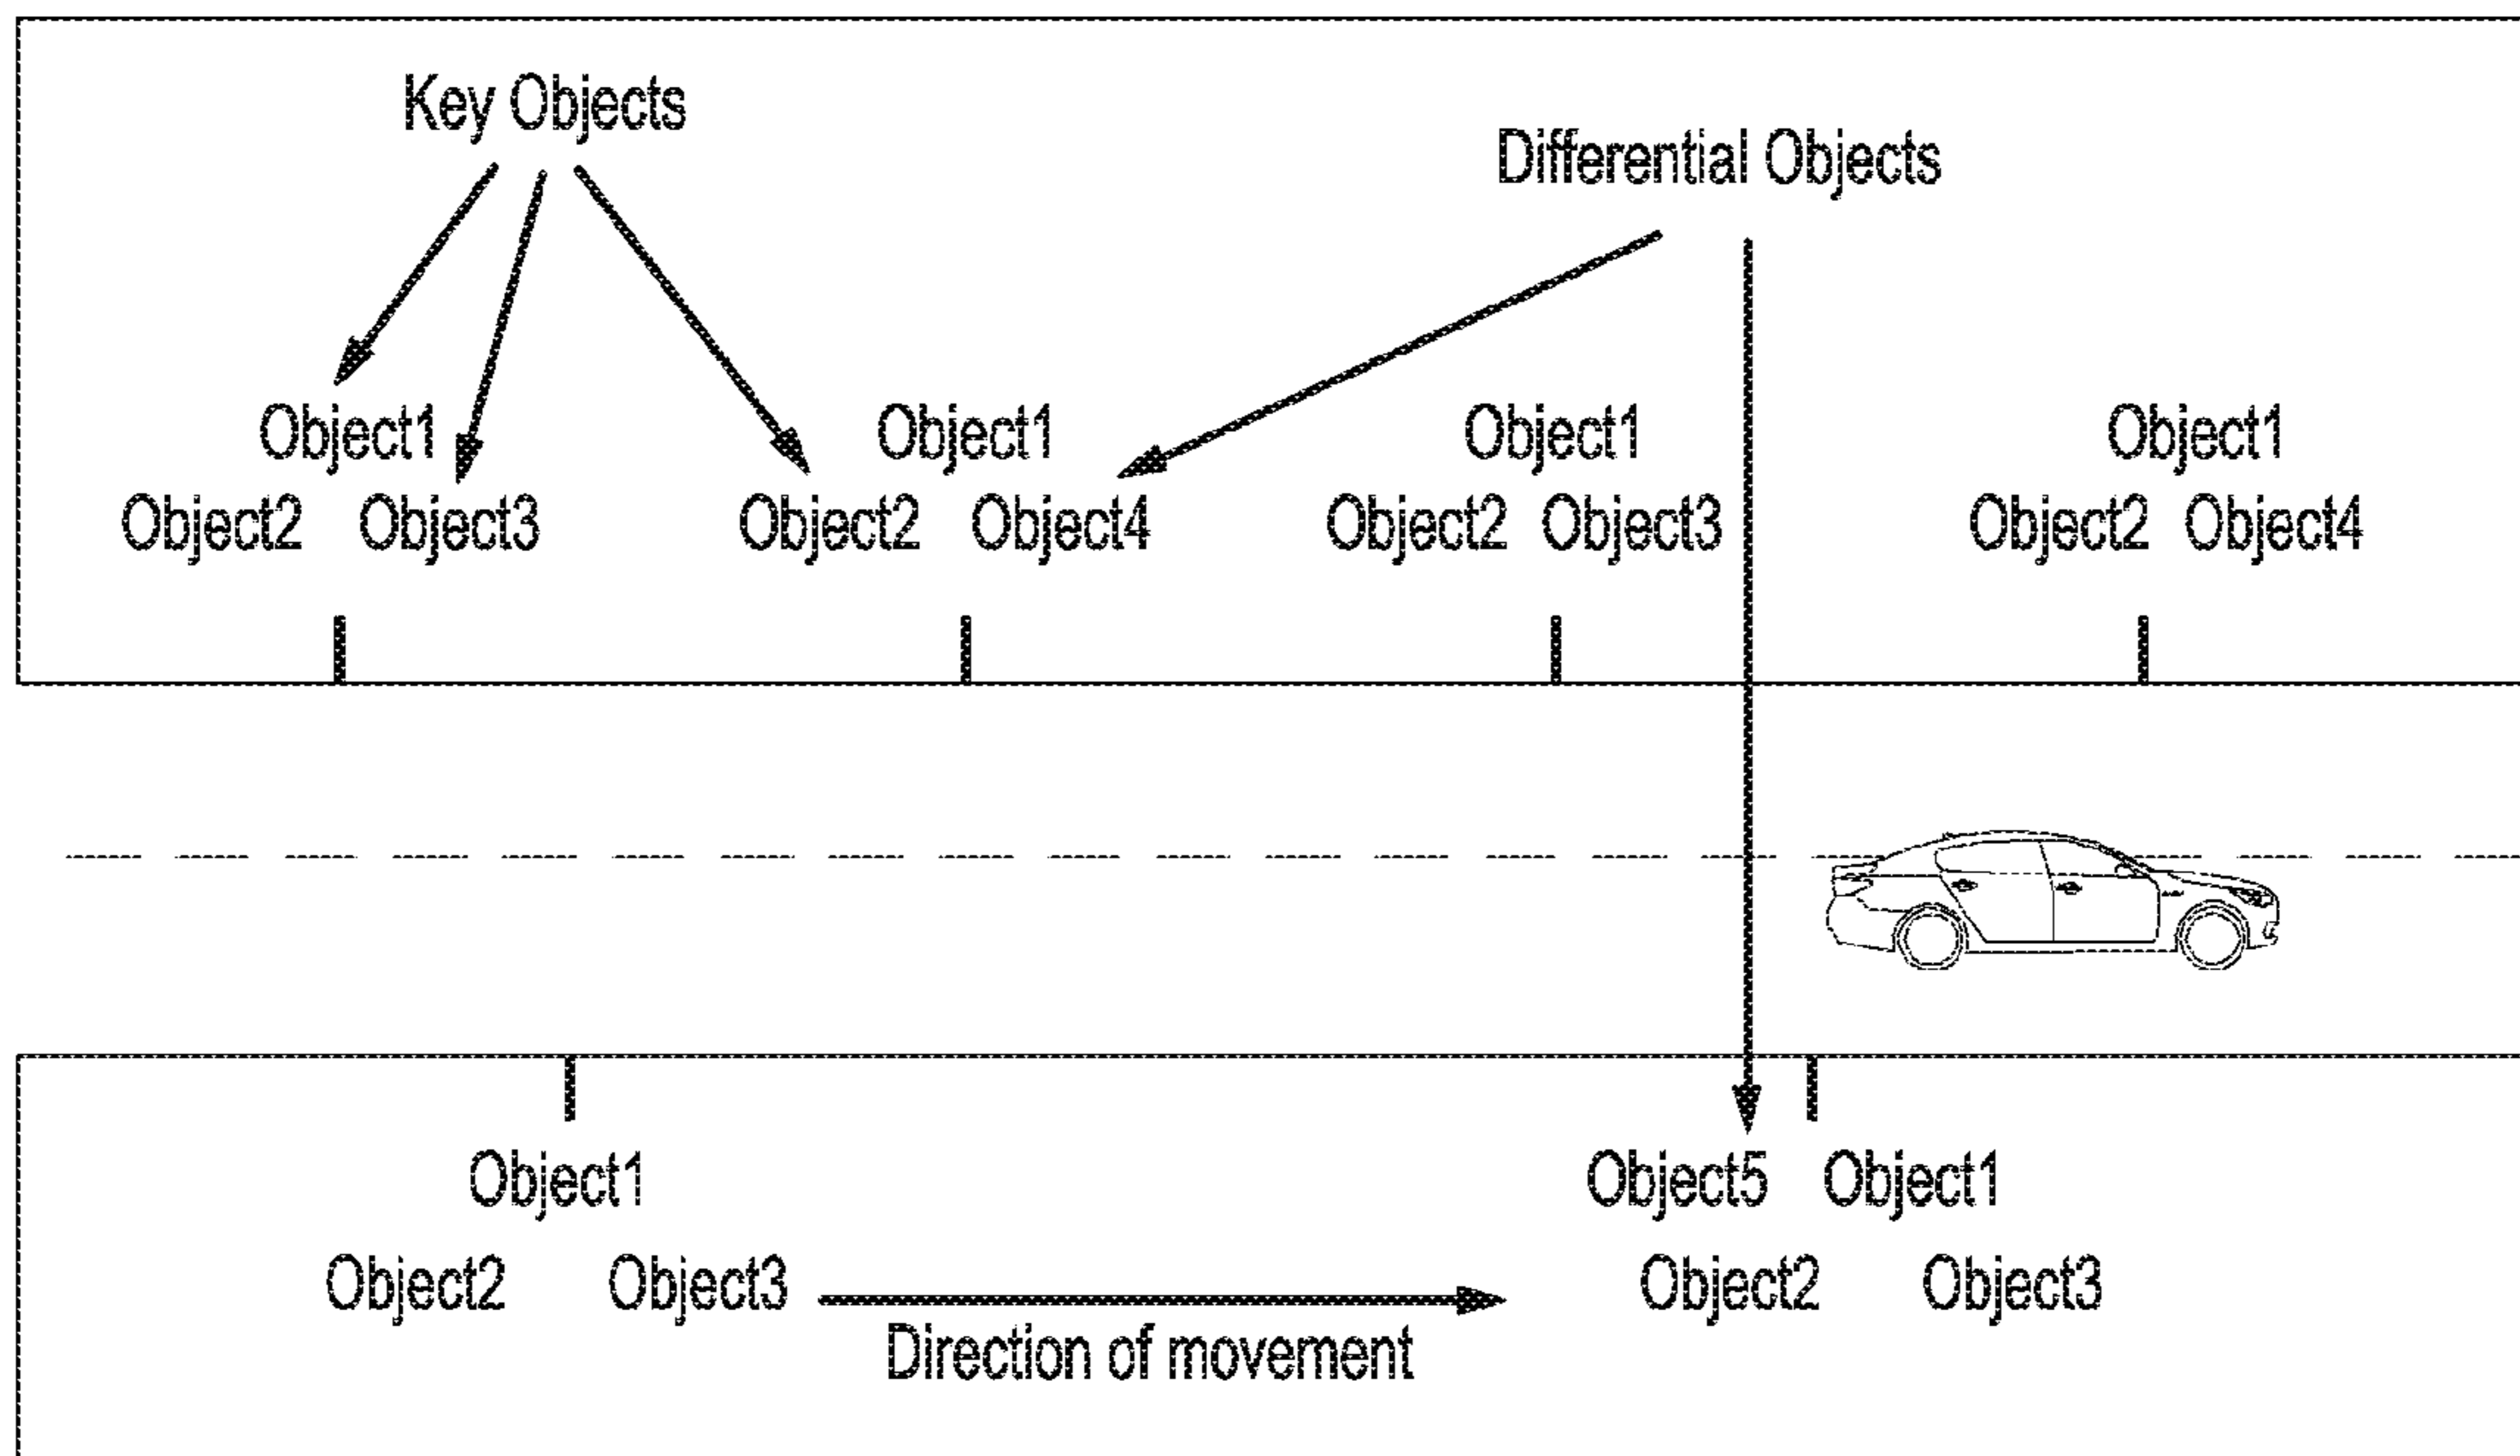 Key Objects
Differential Objects
Object1 Object1 Object1 Object1
Object2 Object3 Object2 Object4 Object2 Object3 Object2 Object4
Object1 Object5 Object1
Object2 Object3 Object2 Object3
Direction of movement